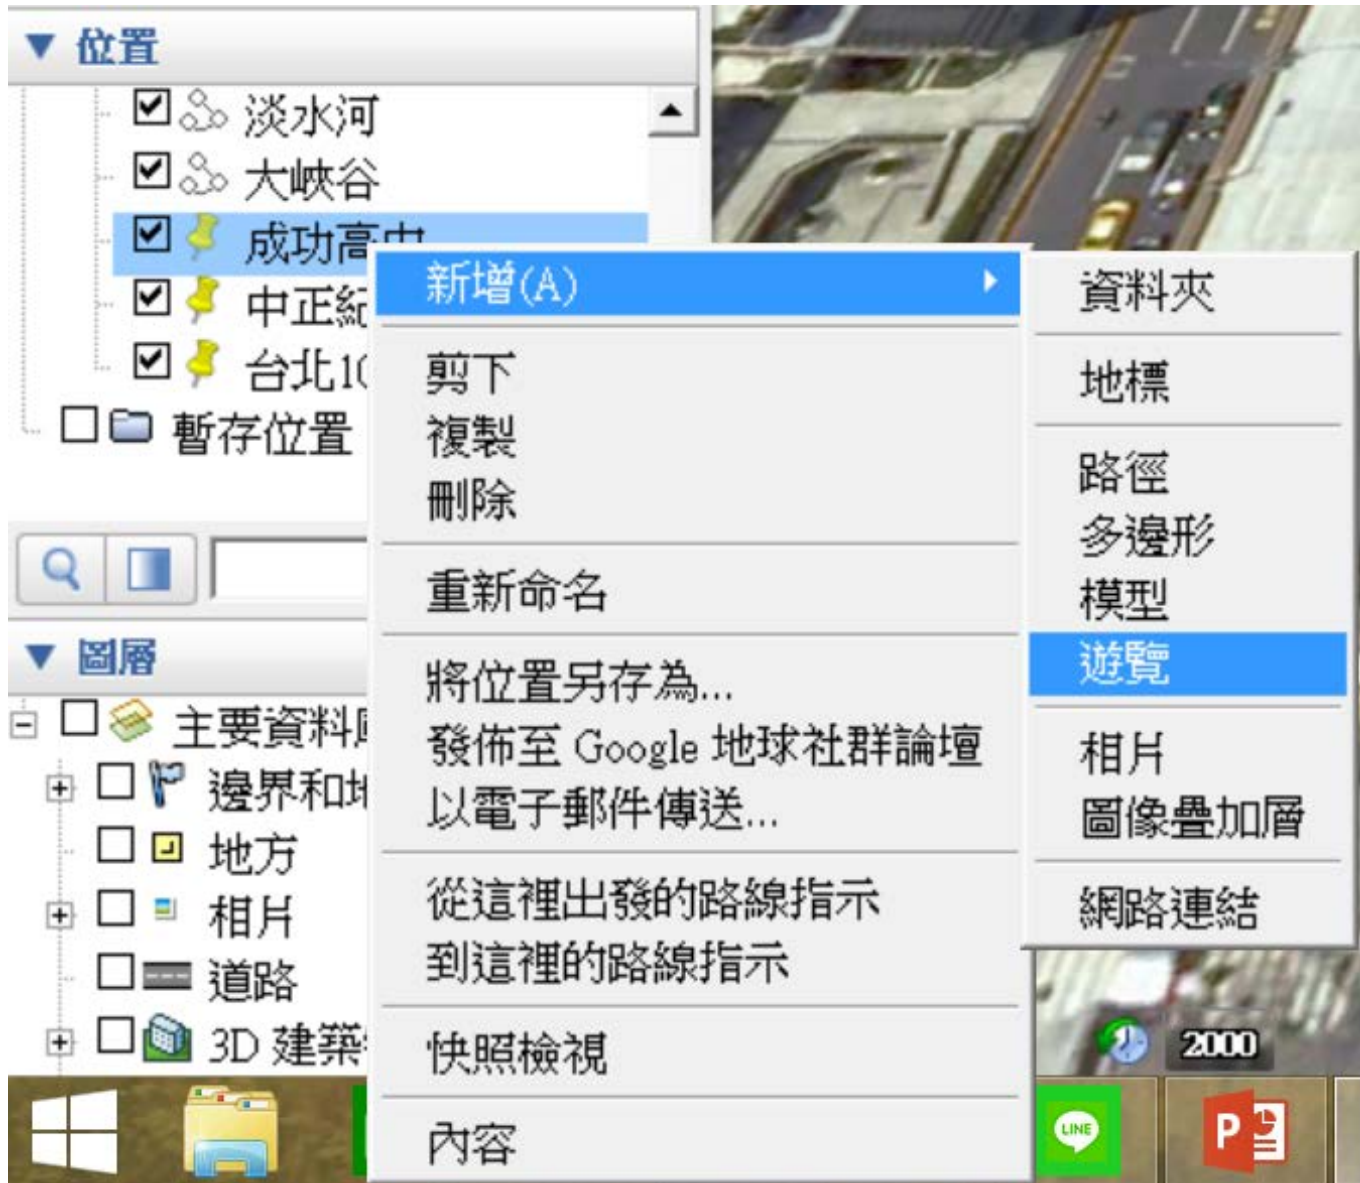 位置
淡水河
大峽谷
成功高中
中正紀
台北10
暫存位置
新增(A)
剪下
複製
刪除
重新命名
將位置另存為...
發佈至 Google 地球社群論壇
以電子郵件傳送...
從這裡出發的路線指示
到這裡的路線指示
快照檢視
內容
資料夾
地標
路徑
多邊形
模型
遊覽
相片
圖像疊加層
網路連結
圖層
主要資料
邊界和地
地方
相片
道路
3D 建築
2000
LINE
P